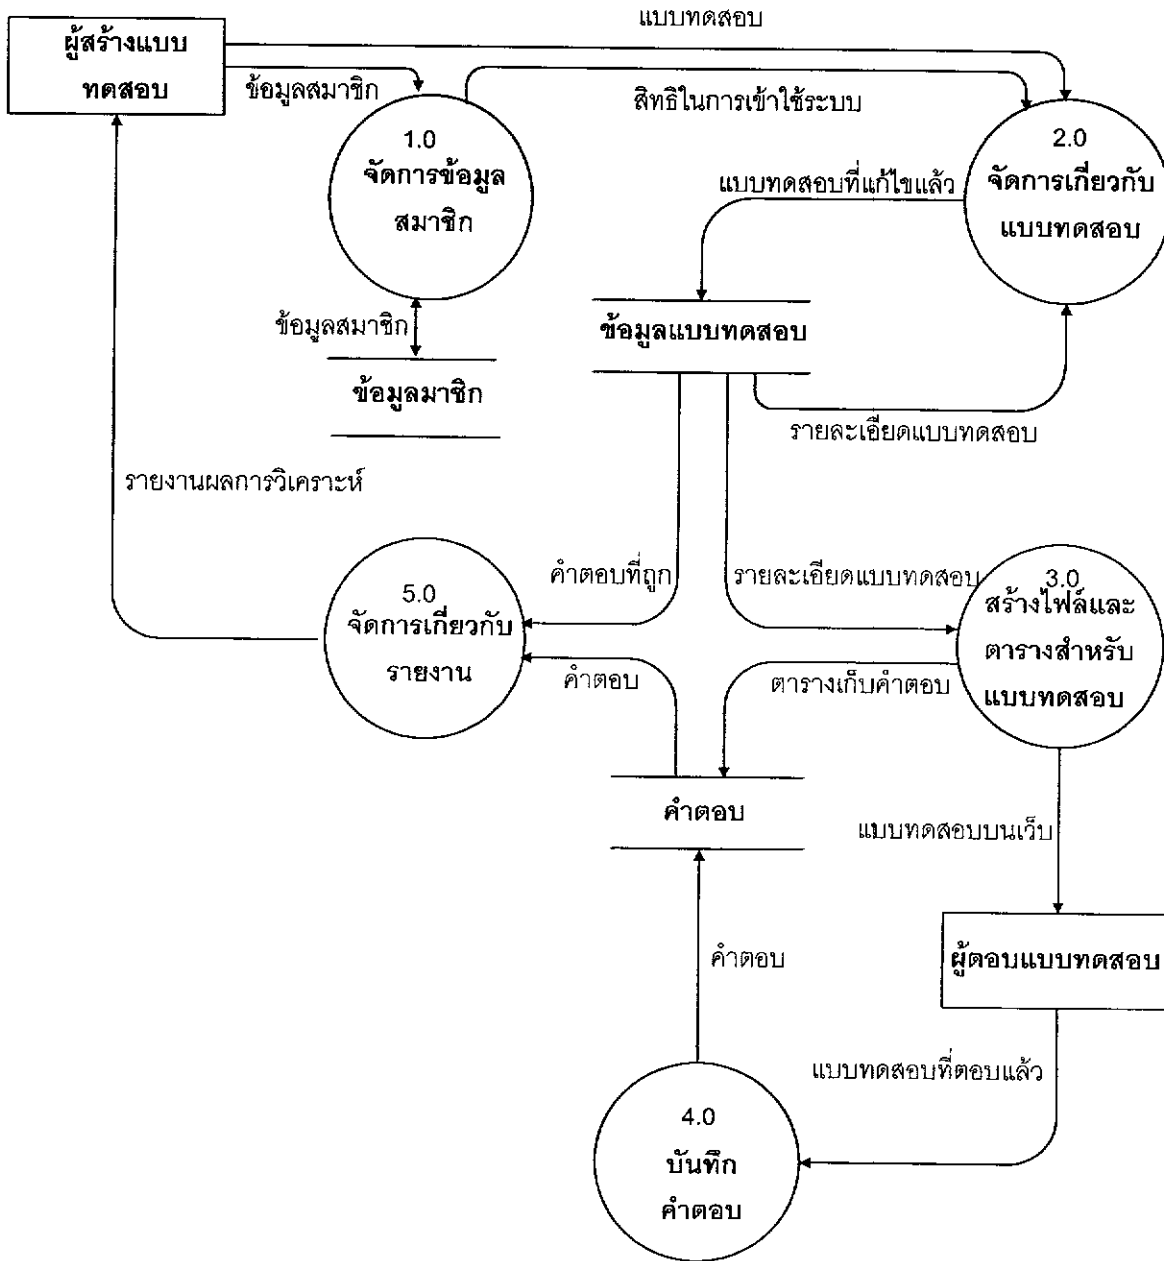 แบบทดสอบ
ผู้สร้างแบบ
ทดสอบ
ข้อมูลสมาชิก
สิทธิในการเข้าใช้ระบบ
1.0
จัดการข้อมูล
สมาชิก
2.0
จัดการเกี่ยวกับ
แบบทดสอบ
แบบทดสอบที่แก้ไขแล้ว
ข้อมูลสมาชิก
ข้อมูลแบบทดสอบ
ข้อมูลมาชิก
รายละเอียดแบบทดสอบ
รายงานผลการวิเคราะห์
คำตอบที่ถูก
รายละเอียดแบบทดสอบ
5.0
จัดการเกี่ยวกับ
รายงาน
3.0
สร้างไฟล์และ
ตารางสำหรับ
แบบทดสอบ
คำตอบ
ตารางเก็บคำตอบ
คำตอบ
แบบทดสอบบนเว็บ
คำตอบ
ผู้ตอบแบบทดสอบ
แบบทดสอบที่ตอบแล้ว
4.0
บันทึก
คำตอบ